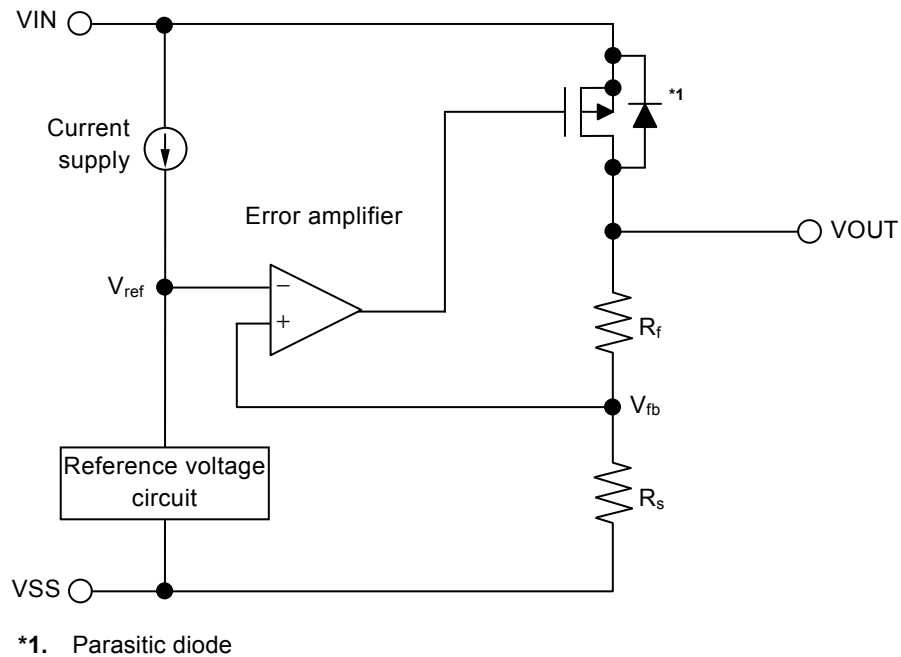 VIN
*1
Current
supply
Error amplifier
VOUT
Vref
−
+
Rf
Vfb
Reference voltage
circuit
Rs
VSS
*1. Parasitic diode